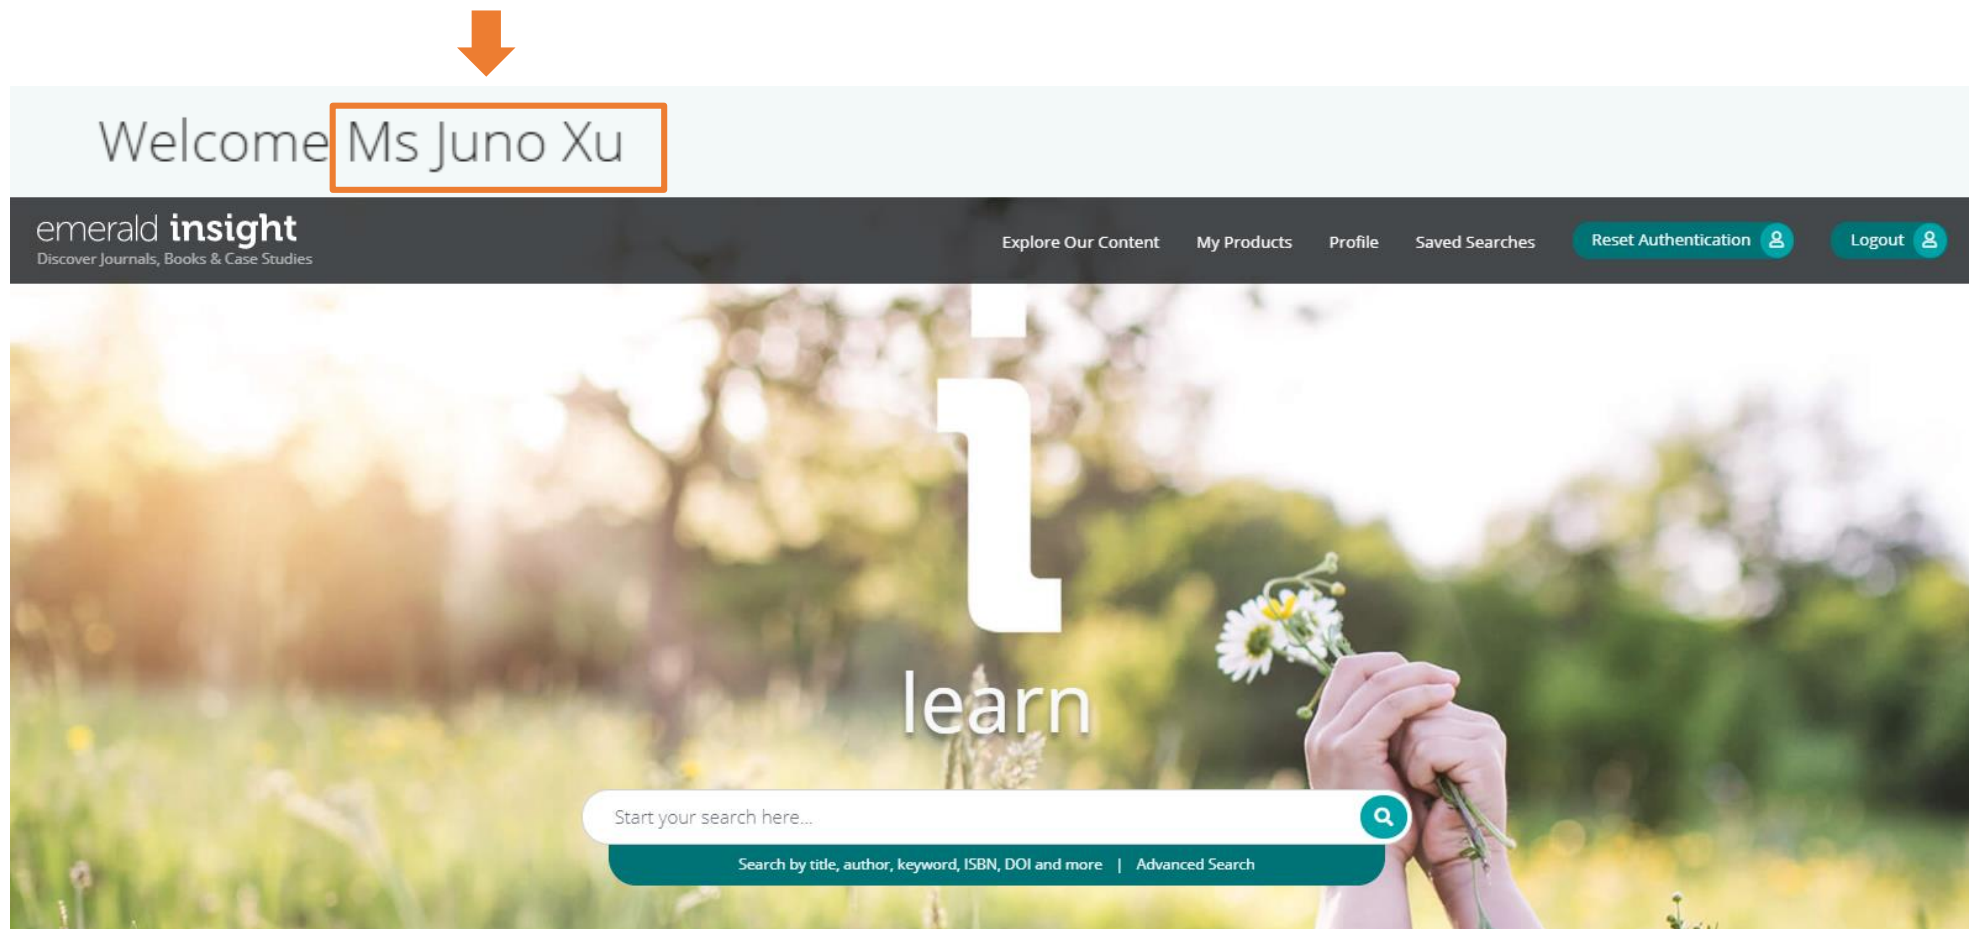 Welcome Ms Juno Xu
emerald insight
Discover Journals, Books & Case Studies
Explore Our Content My Products Profile Saved Searches Reset Authentication Logout
i
learn
Start your search here...
Search by title, author, keyword, ISBN, DOI and more | Advanced Search